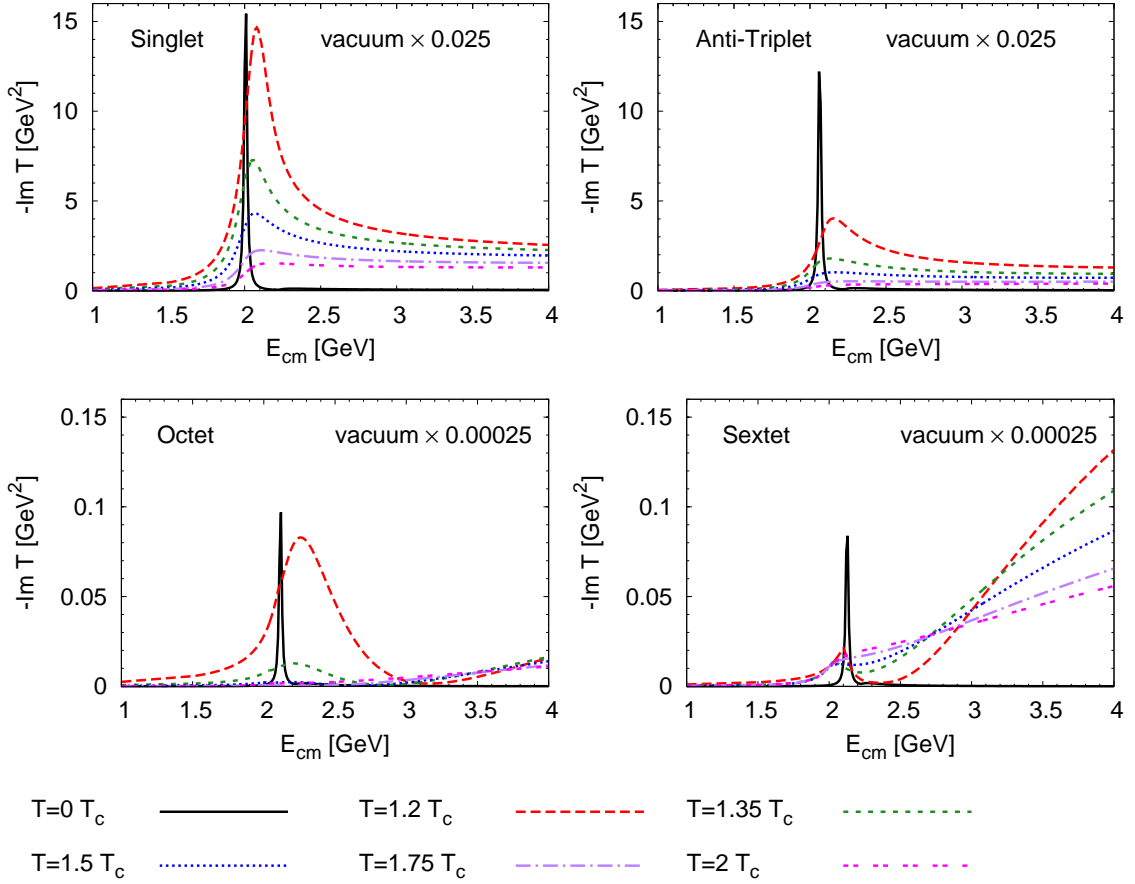 Singlet
vacuum × 0.025
-Im T [GeV²]
15
10
5
0
1 1.5 2 2.5 3 3.5 4
E_cm [GeV]
Anti-Triplet
vacuum × 0.025
-Im T [GeV²]
15
10
5
0
1 1.5 2 2.5 3 3.5 4
E_cm [GeV]
Octet
vacuum × 0.00025
-Im T [GeV²]
0.15
0.1
0.05
0
1 1.5 2 2.5 3 3.5 4
E_cm [GeV]
Sextet
vacuum × 0.00025
-Im T [GeV²]
0.15
0.1
0.05
0
1 1.5 2 2.5 3 3.5 4
E_cm [GeV]
T=0 T_c
T=1.2 T_c
T=1.35 T_c
T=1.5 T_c
T=1.75 T_c
T=2 T_c